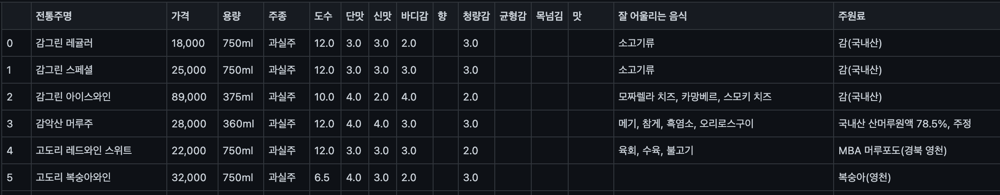 전통주명 가격 용량 주종 도수 단맛 신맛 바디감 향 청량감 균형감 목넘김 맛 잘 어울리는 음식 주원료
0 감그린 레귤러 18,000 750ml 과실주 12.0 3.0 3.0 2.0 3.0 소고기류 감(국내산)
1 감그린 스페셜 25,000 750ml 과실주 12.0 3.0 3.0 3.0 3.0 소고기류 감(국내산)
2 감그린 아이스와인 89,000 375ml 과실주 10.0 4.0 2.0 4.0 2.0 모짜렐라 치즈, 카망베르, 스모키 치즈 감(국내산)
3 감악산 머루주 28,000 360ml 과실주 12.0 4.0 4.0 3.0 3.0 메기, 참게, 흑염소, 오리로스구이 국내산 산머루원액 78.5%, 주정
4 고도리 레드와인 스위트 22,000 750ml 과실주 12.0 3.0 3.0 3.0 2.0 육회, 수육, 불고기 MBA 머루포도(경북 영천)
5 고도리 복숭아와인 32,000 750ml 과실주 6.5 4.0 3.0 2.0 3.0 복숭아(영천)